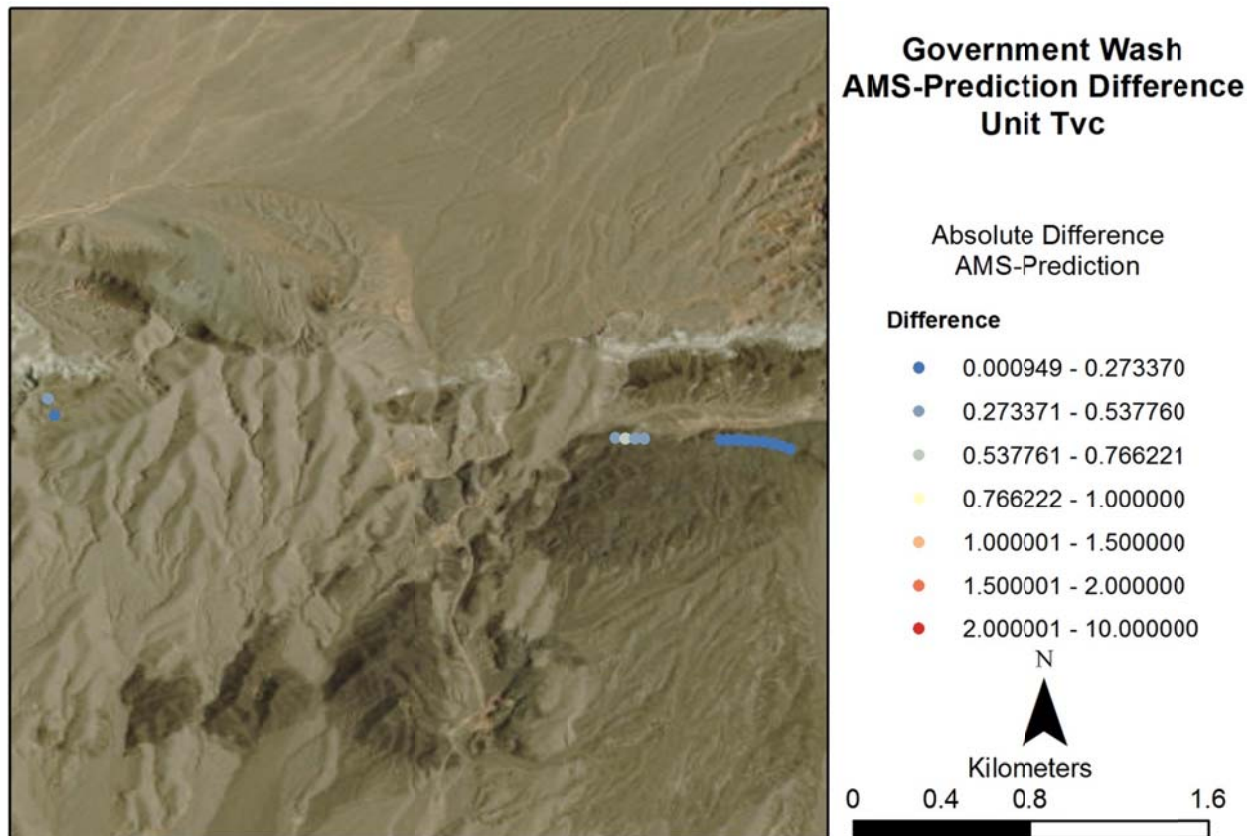 Government Wash
AMS-Prediction Difference
Unit Tvc
Absolute Difference
AMS-Prediction
Difference
0.000949 - 0.273370
0.273371 - 0.537760
0.537761 - 0.766221
0.766222 - 1.000000
1.000001 - 1.500000
1.500001 - 2.000000
2.000001 - 10.000000
N
Kilometers
0 0.4 0.8 1.6